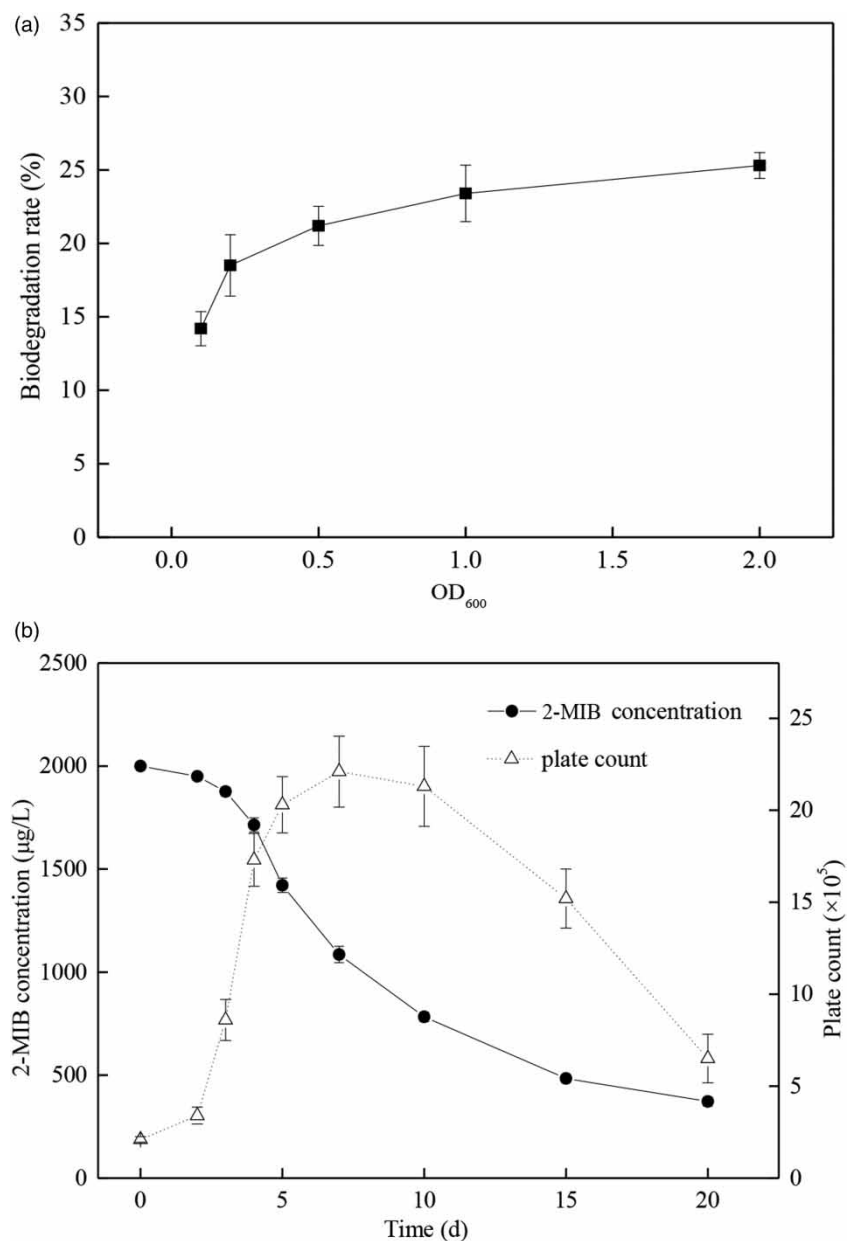 (a)
35
30
25
20
15
10
5
0
Biodegradation rate (%)
0.0 0.5 1.0 1.5 2.0
OD₆₀₀
(b)
2500
2000
1500
1000
500
0
2-MIB concentration (μg/L)
2-MIB concentration
plate count
25
20
15
10
5
0
Plate count (×10⁵)
0 5 10 15 20
Time (d)